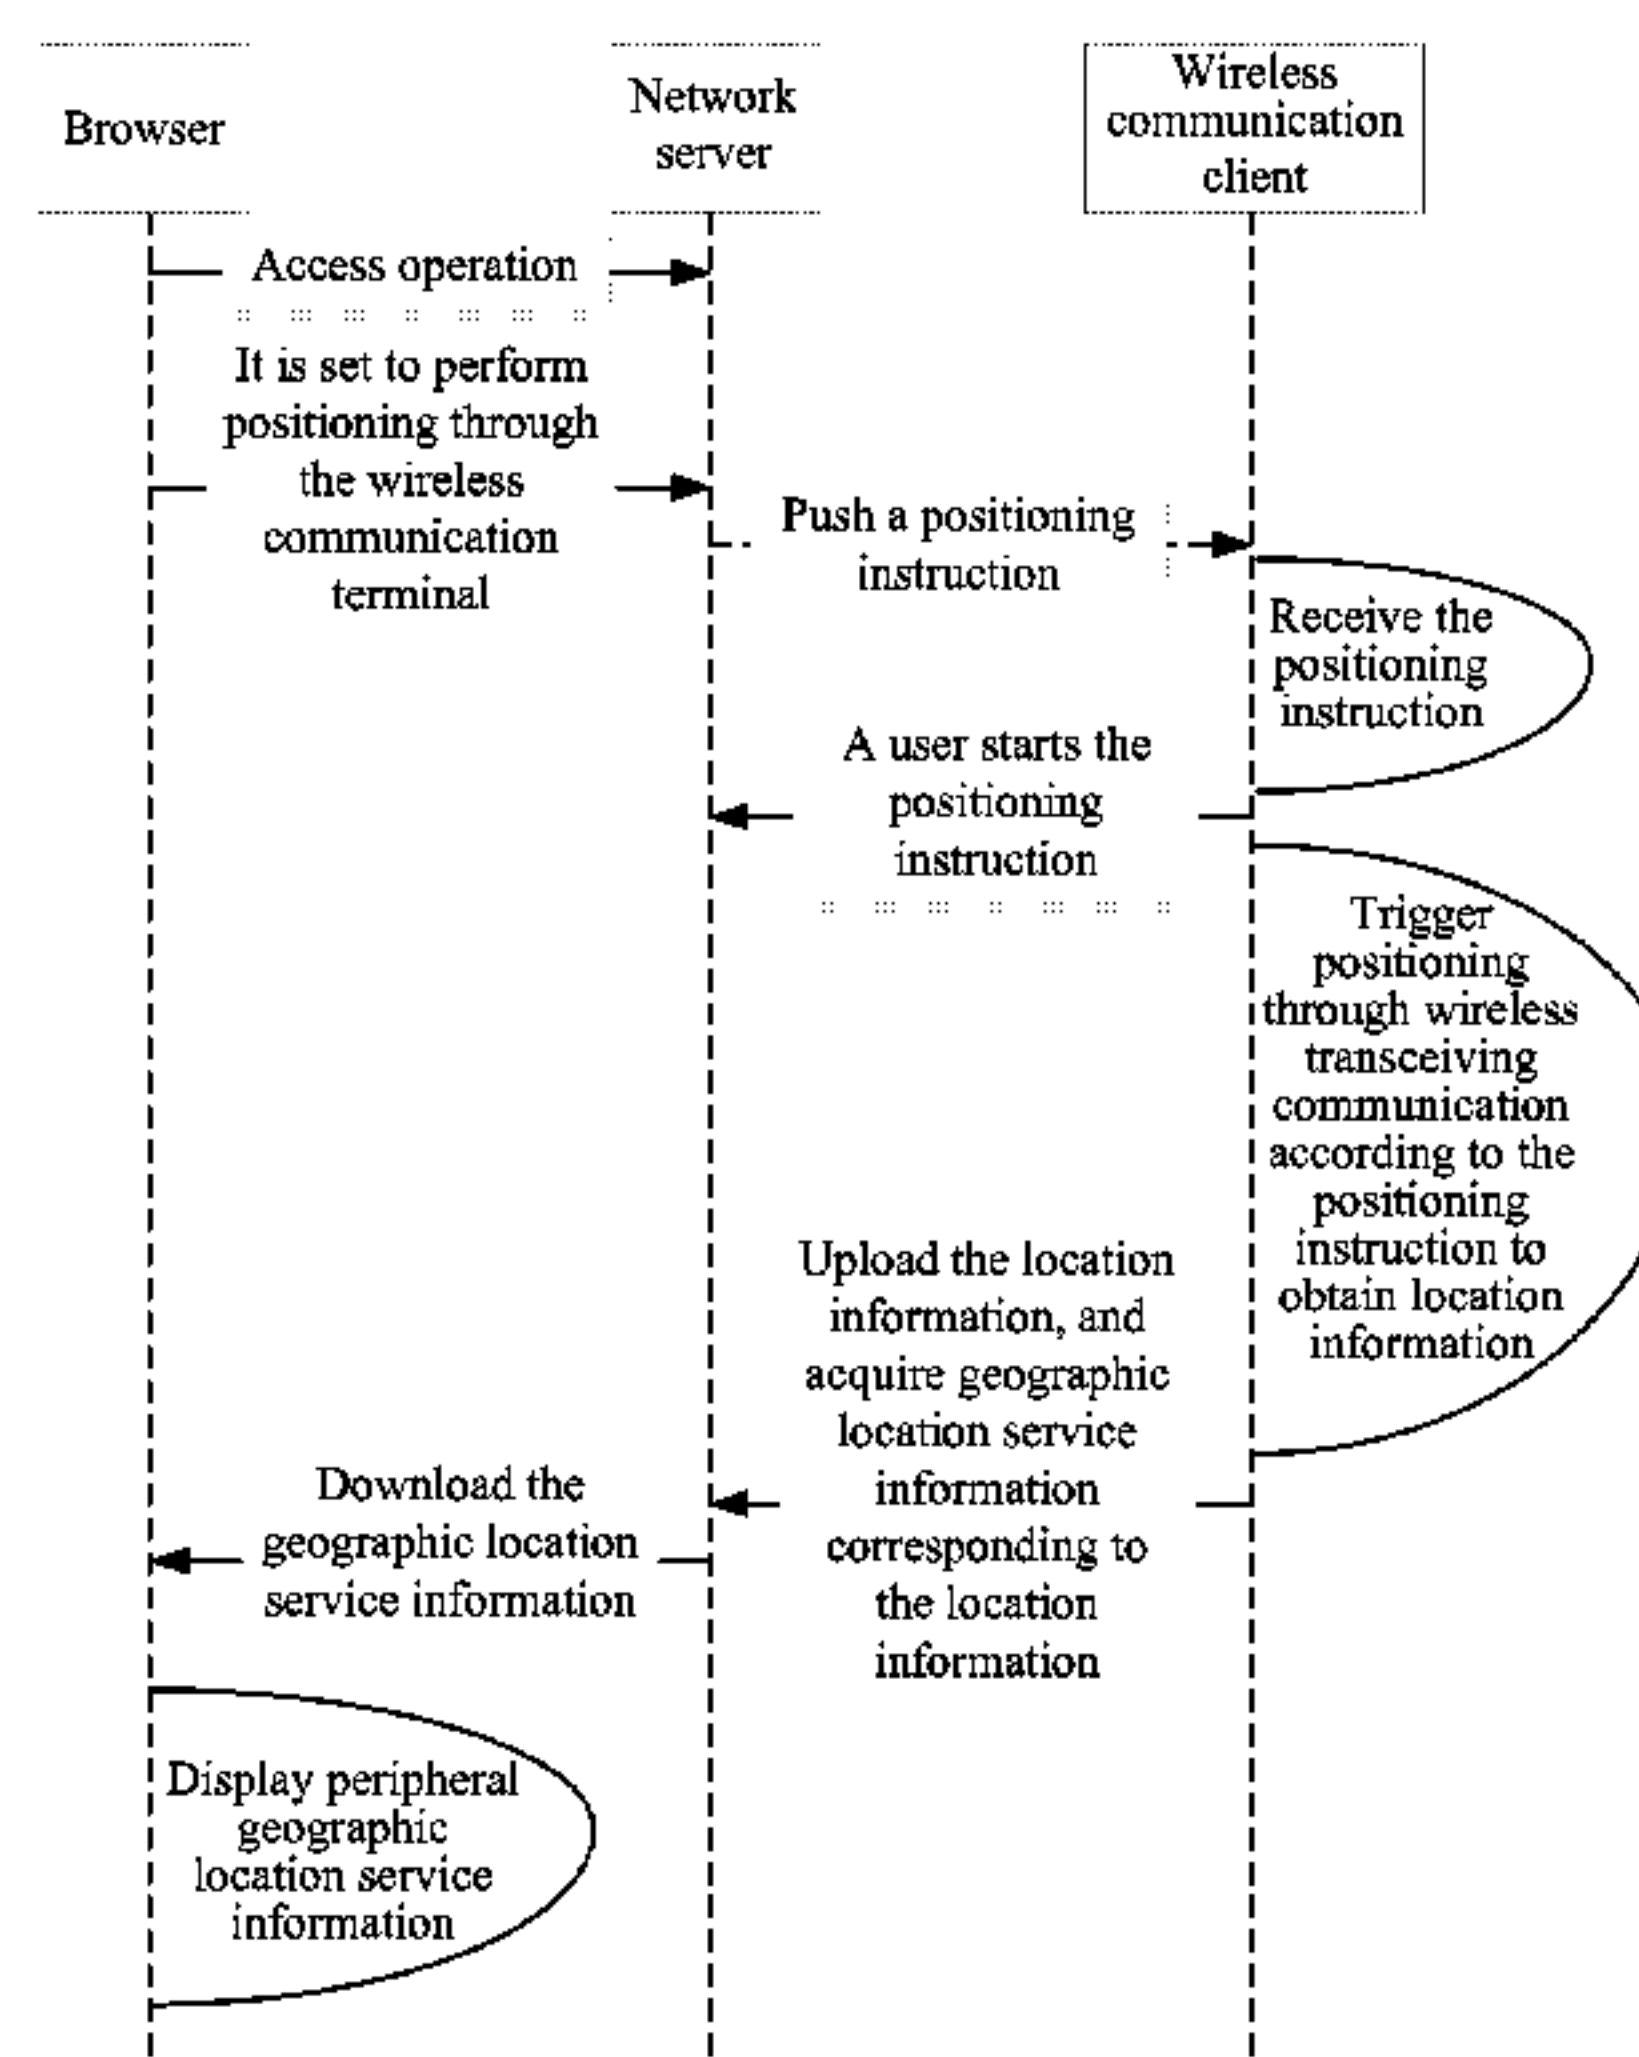 Browser
Network
server
Wireless
communication
client
Access operation
It is set to perform
positioning through
the wireless
communication
terminal
Push a positioning
instruction
Receive the
positioning
instruction
A user starts the
positioning
instruction
Trigger
positioning
through wireless
transceiving
communication
according to the
positioning
instruction to
obtain location
information
Upload the location
information, and
acquire geographic
location service
information
corresponding to
the location
information
Download the
geographic location
service information
Display peripheral
geographic
location service
information